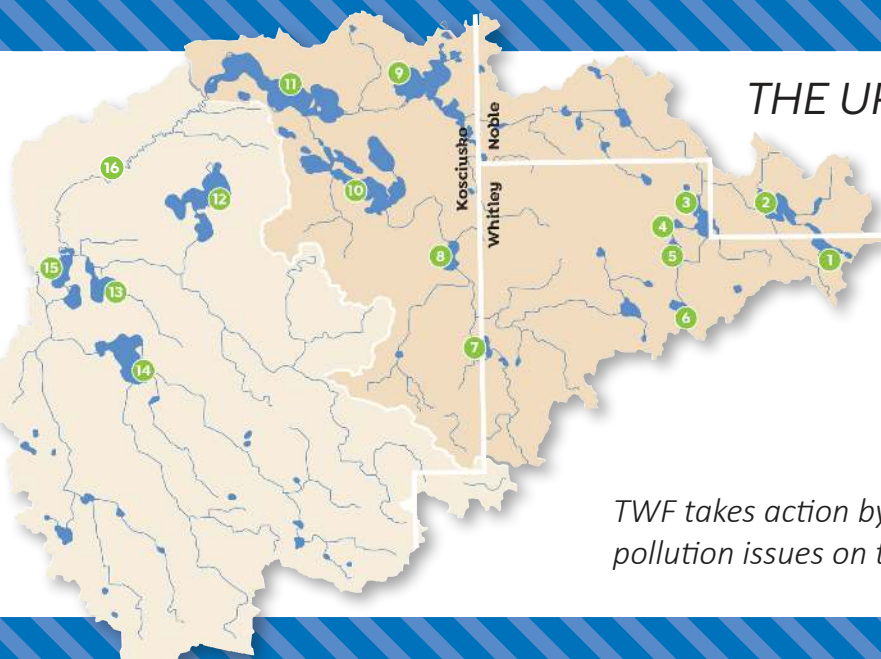 THE UP
11
9
Kosciusko
Noble
16
12
10
3
2
4
Whitley
8
5
1
15
13
6
7
14
TWF takes action by
pollution issues on t